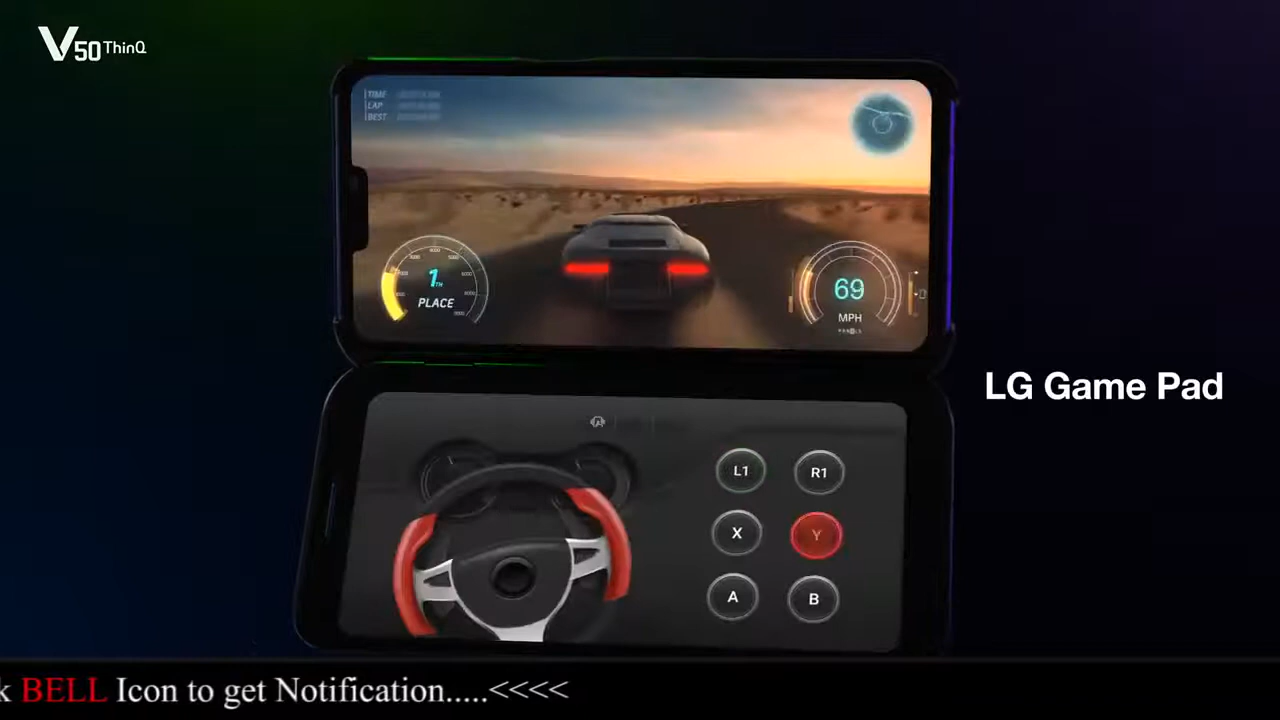 V50 ThinQ
TIME
LAP
BEST
1TH
PLACE
69
MPH
LG Game Pad
L1
R1
X
Y
A
B
BELL Icon to get Notification.....<<<<